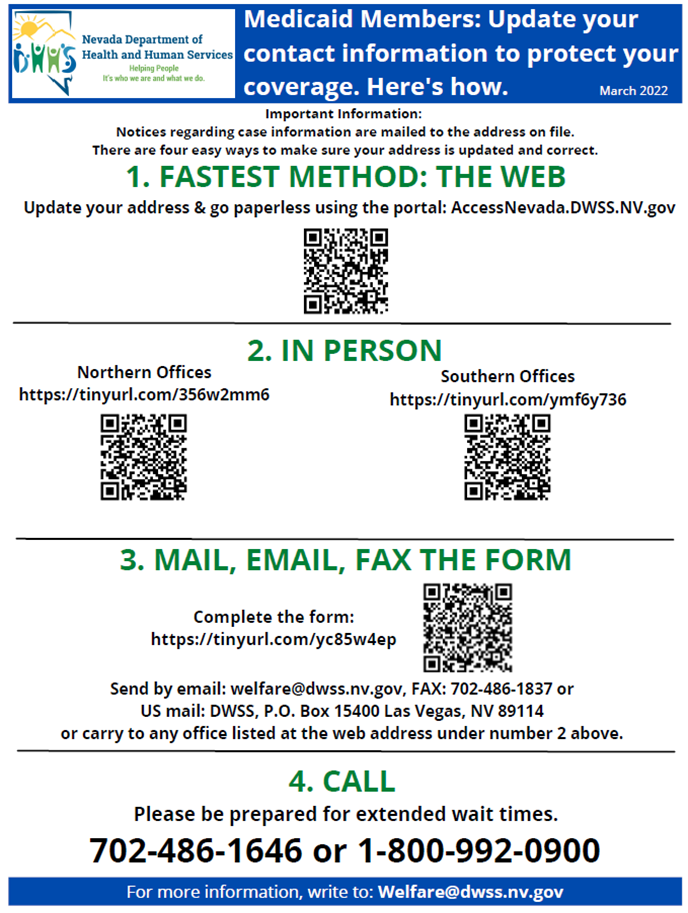 Nevada Department of
Health and Human Services
Helping People
It's who we are and what we do.
DHHS
Medicaid Members: Update your
contact information to protect your
coverage. Here's how.
March 2022
Important Information:
Notices regarding case information are mailed to the address on file.
There are four easy ways to make sure your address is updated and correct.
1. FASTEST METHOD: THE WEB
Update your address & go paperless using the portal: AccessNevada.DWSS.NV.gov
2. IN PERSON
Northern Offices
https://tinyurl.com/356w2mm6
Southern Offices
https://tinyurl.com/ymf6y736
3. MAIL, EMAIL, FAX THE FORM
Complete the form:
https://tinyurl.com/yc85w4ep
Send by email: welfare@dwss.nv.gov, FAX: 702-486-1837 or
US mail: DWSS, P.O. Box 15400 Las Vegas, NV 89114
or carry to any office listed at the web address under number 2 above.
4. CALL
Please be prepared for extended wait times.
702-486-1646 or 1-800-992-0900
For more information, write to: Welfare@dwss.nv.gov